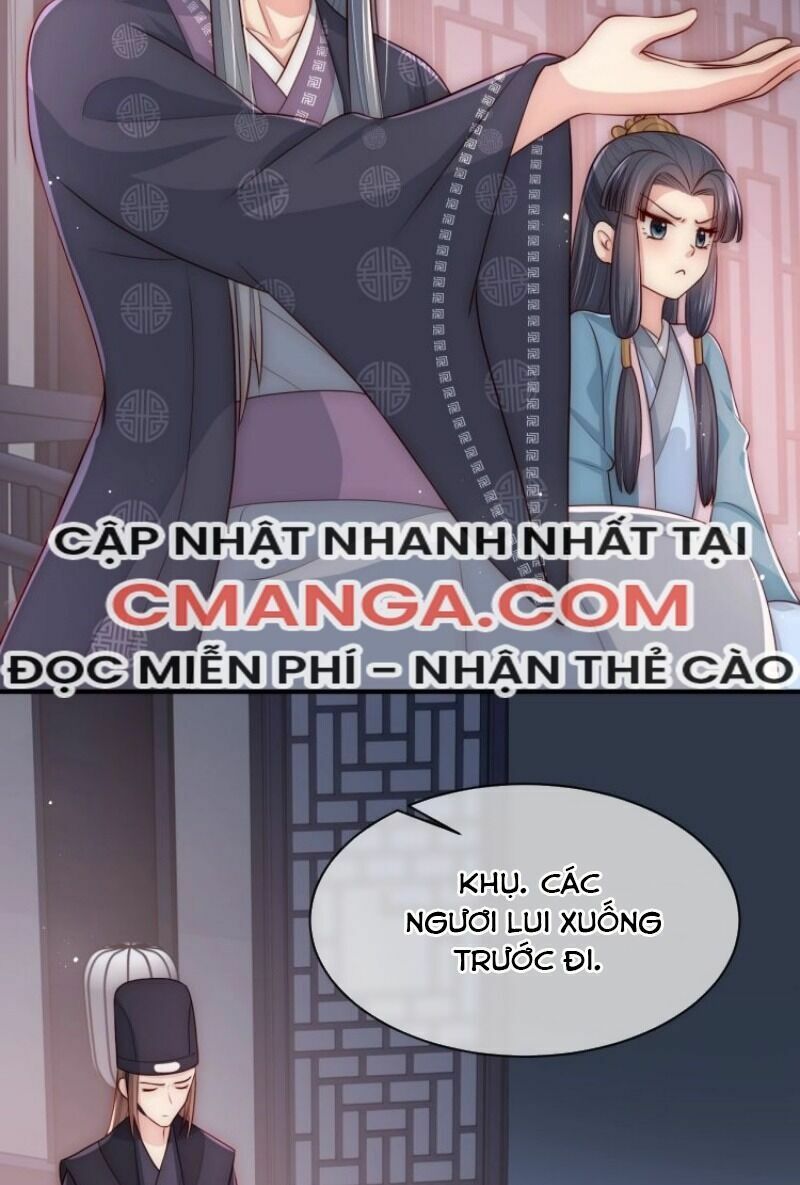 CẬP NHẬT NHANH NHẤT TẠI
CMANGA.COM
ĐỌC MIỄN PHÍ - NHẬN THẺ CÀO
KHỤ. CÁC
NGƯƠI LUI XUỐNG
TRƯỚC ĐI.